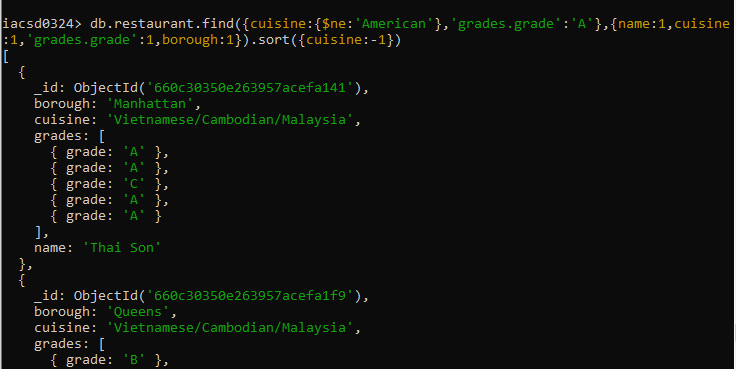 iacsd0324> db.restaurant.find({cuisine:{$ne:'American'},'grades.grade':'A'},{name:1,cuisine
:1,'grades.grade':1,borough:1}).sort({cuisine:-1})
[
  {
    _id: ObjectId('660c30350e263957acefa141'),
    borough: 'Manhattan',
    cuisine: 'Vietnamese/Cambodian/Malaysia',
    grades: [
      { grade: 'A' },
      { grade: 'A' },
      { grade: 'C' },
      { grade: 'A' },
      { grade: 'A' }
    ],
    name: 'Thai Son'
  },
  {
    _id: ObjectId('660c30350e263957acefa1f9'),
    borough: 'Queens',
    cuisine: 'Vietnamese/Cambodian/Malaysia',
    grades: [
      { grade: 'B' },